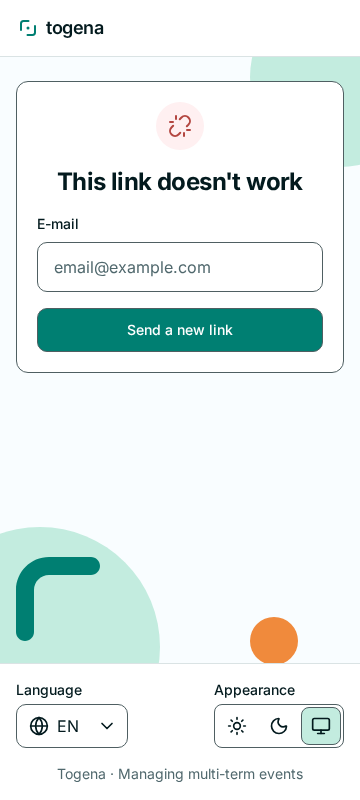 togena
This link doesn't work
E-mail
email@example.com
Send a new link
Language
Appearance
EN
Togena · Managing multi-term events